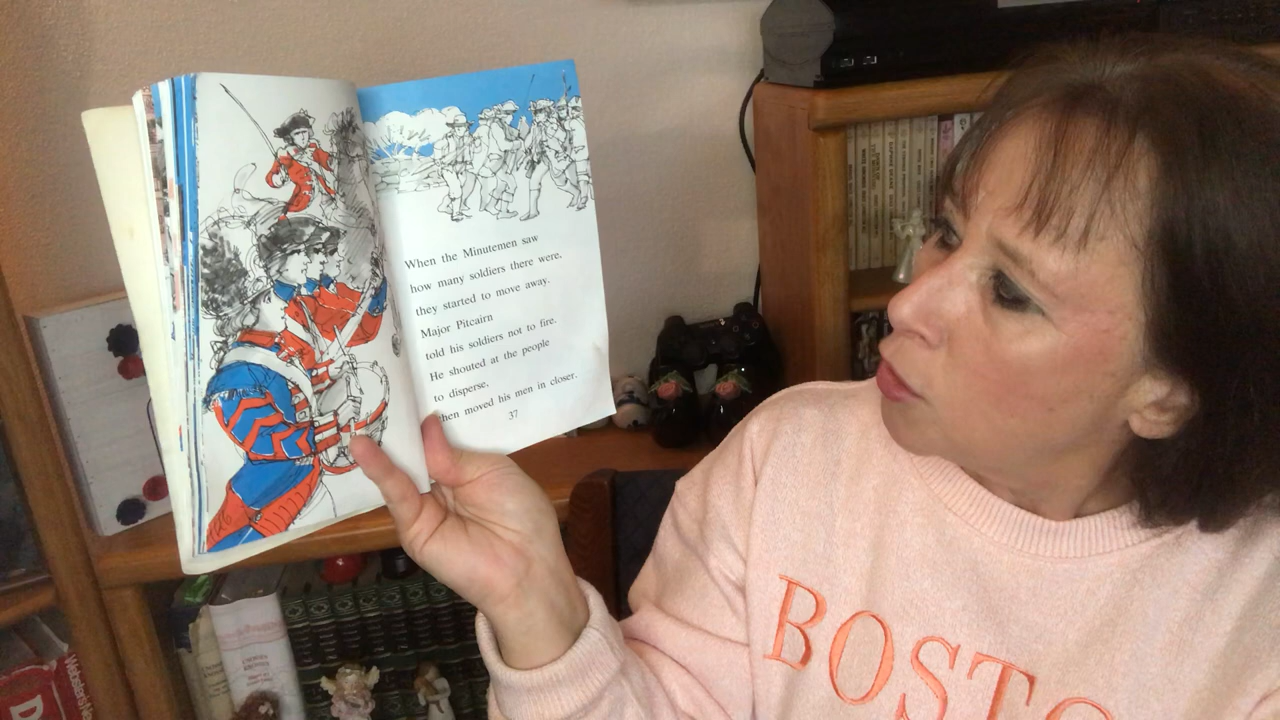 When the Minutemen saw
how many soldiers there were,
they started to move away.
Major Pitcairn
told his soldiers not to fire.
He shouted at the people
to disperse,
then moved his men in closer.
37
BOSTO
Webster's
D